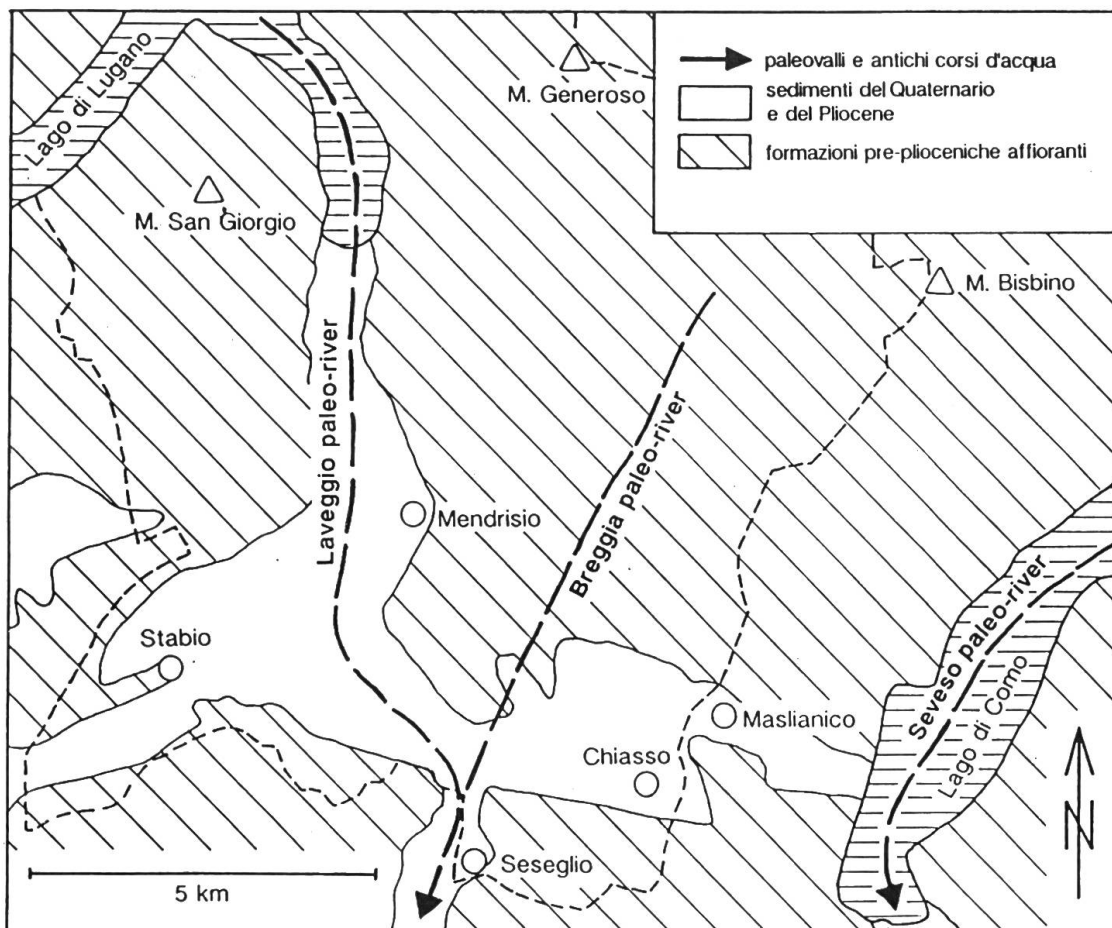 Lago di Lugano
M. Generoso
paleovalli e antichi corsi d'acqua
sedimenti del Quaternario
e del Pliocene
formazioni pre-plioceniche affioranti
M. San Giorgio
M. Bisbino
Laveggio paleo-river
Breggia paleo-river
Mendrisio
Seveso paleo-river
Lago di Como
Stabio
Maslianico
Chiasso
Seseglio
5 km
N